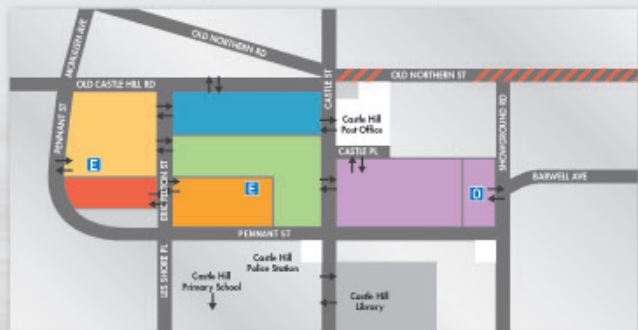 MCMULLEN AVE
OLD NORTHERN RD
OLD CASTLE HILL RD
OLD NORTHERN ST
CASTLE ST
PENNANT ST
Castle Hill
Post Office
SHOWGROUND RD
CASTLE PL
BARWELL AVE
E
E
D
ERIC FELTON ST
PENNANT ST
LES SHORE PL
Castle Hill
Police Station
Castle Hill
Primary School
Castle Hill
Library